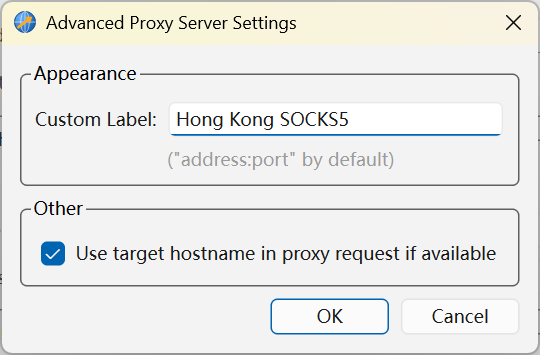 Advanced Proxy Server Settings
Appearance
Custom Label: Hong Kong SOCKS5
("address:port" by default)
Other
Use target hostname in proxy request if available
OK Cancel